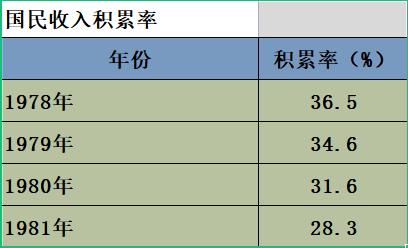 国民收入积累率
年份 积累率（%）
1978年 36.5
1979年 34.6
1980年 31.6
1981年 28.3